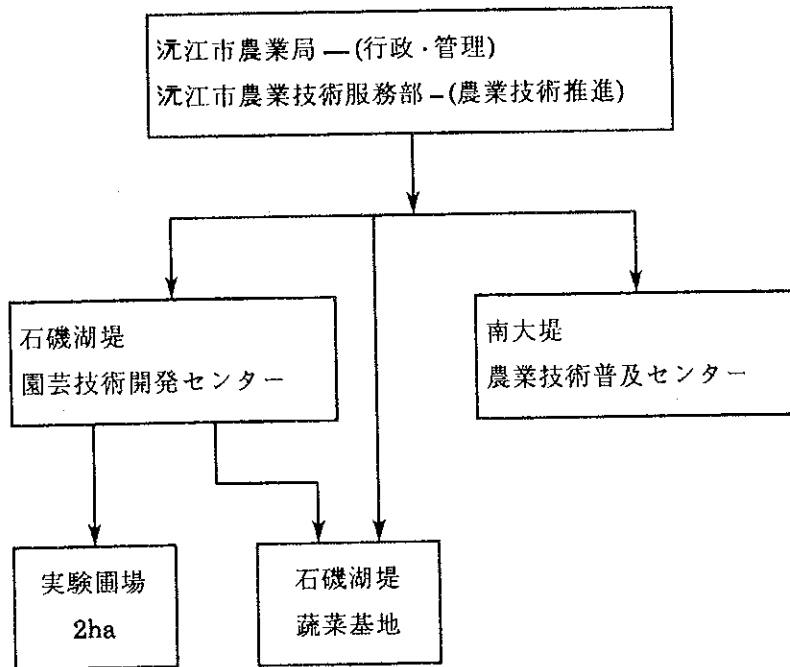 沅江市農業局 ― (行政・管理)
沅江市農業技術服務部 – (農業技術推進)
石磯湖堤
園芸技術開発センター
南大堤
農業技術普及センター
実験圃場
2ha
石磯湖堤
蔬菜基地